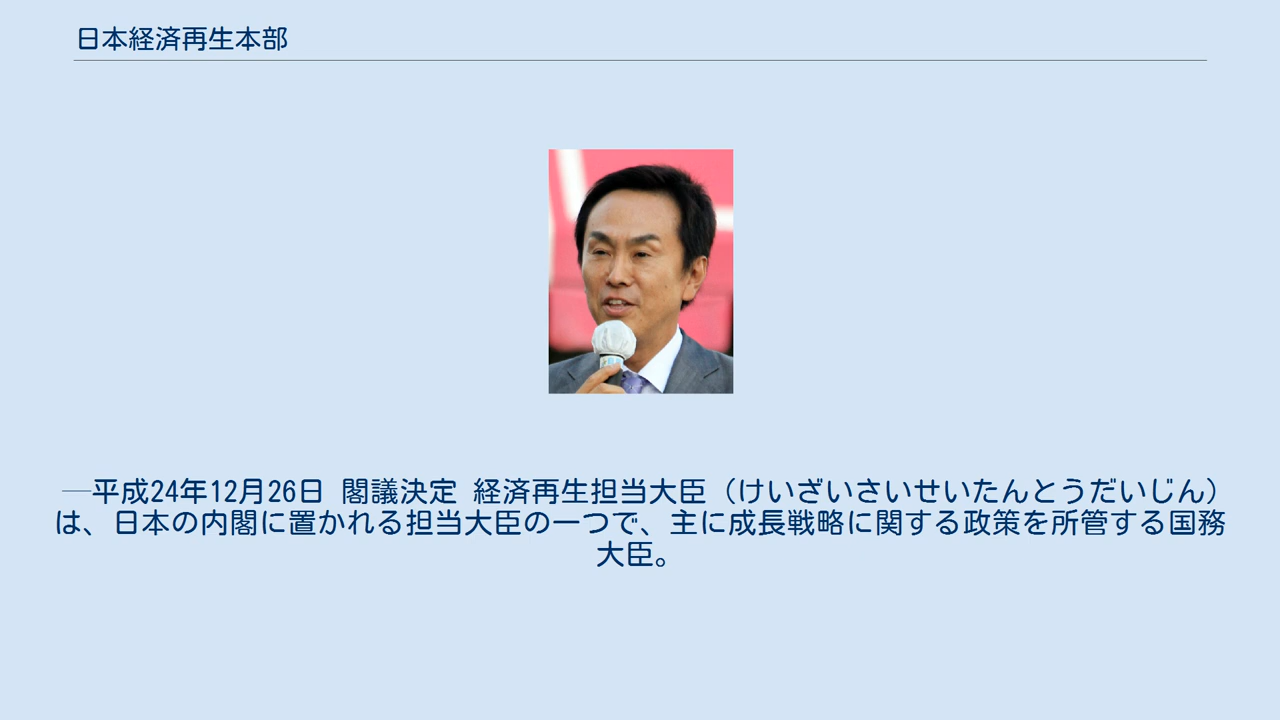 日本経済再生本部
―平成24年12月26日 閣議決定 経済再生担当大臣（けいざいさいせいたんとうだいじん）
は、日本の内閣に置かれる担当大臣の一つで、主に成長戦略に関する政策を所管する国務
大臣。